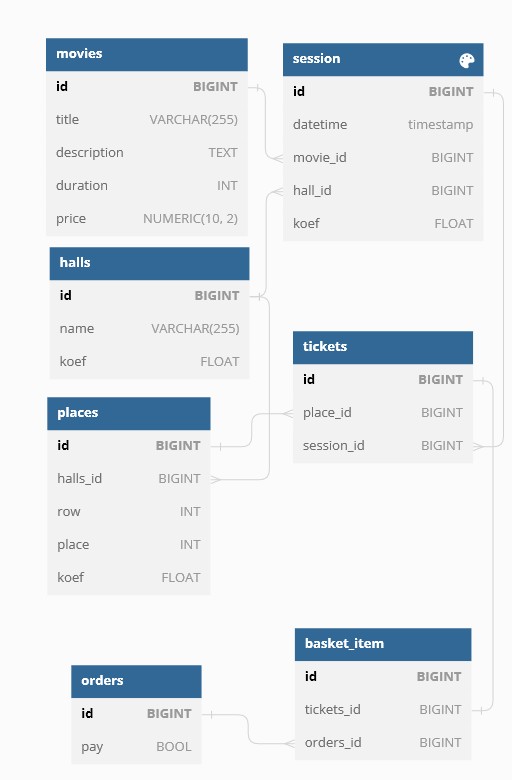 movies
id BIGINT
title VARCHAR(255)
description TEXT
duration INT
price NUMERIC(10, 2)
session
id BIGINT
datetime timestamp
movie_id BIGINT
hall_id BIGINT
koef FLOAT
halls
id BIGINT
name VARCHAR(255)
koef FLOAT
tickets
id BIGINT
place_id BIGINT
session_id BIGINT
places
id BIGINT
halls_id BIGINT
row INT
place INT
koef FLOAT
basket_item
id BIGINT
tickets_id BIGINT
orders_id BIGINT
orders
id BIGINT
pay BOOL